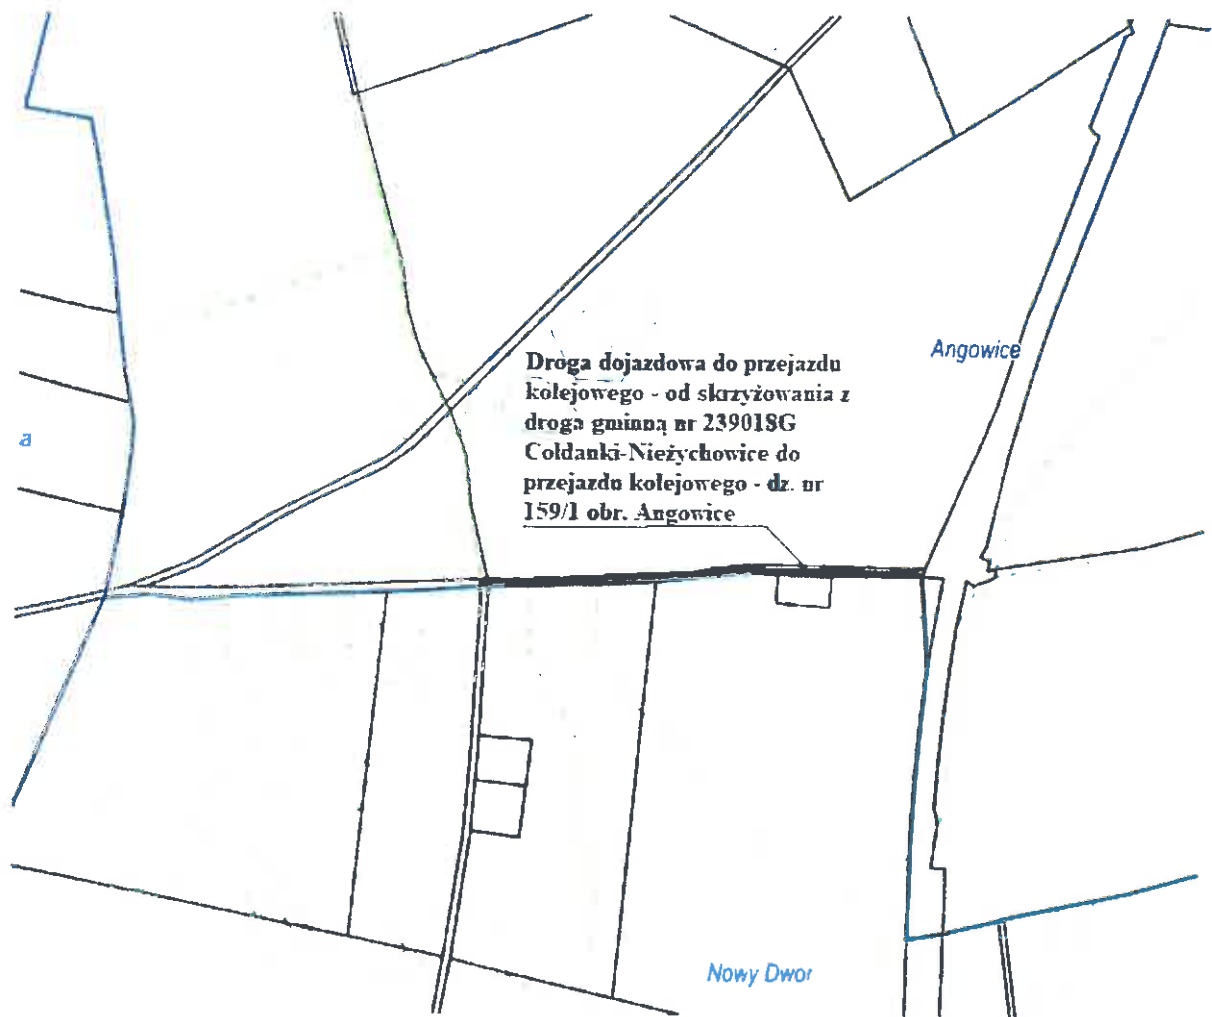 Angowice
Droga dojazdowa do przejazdu
kolejowego - od skrzyżowania z
droga gminną nr 239018G
Cołdanki-Nieżychowice do
przejazdu kolejowego - dz. nr
159/1 obr. Angowice
a
Nowy Dwor